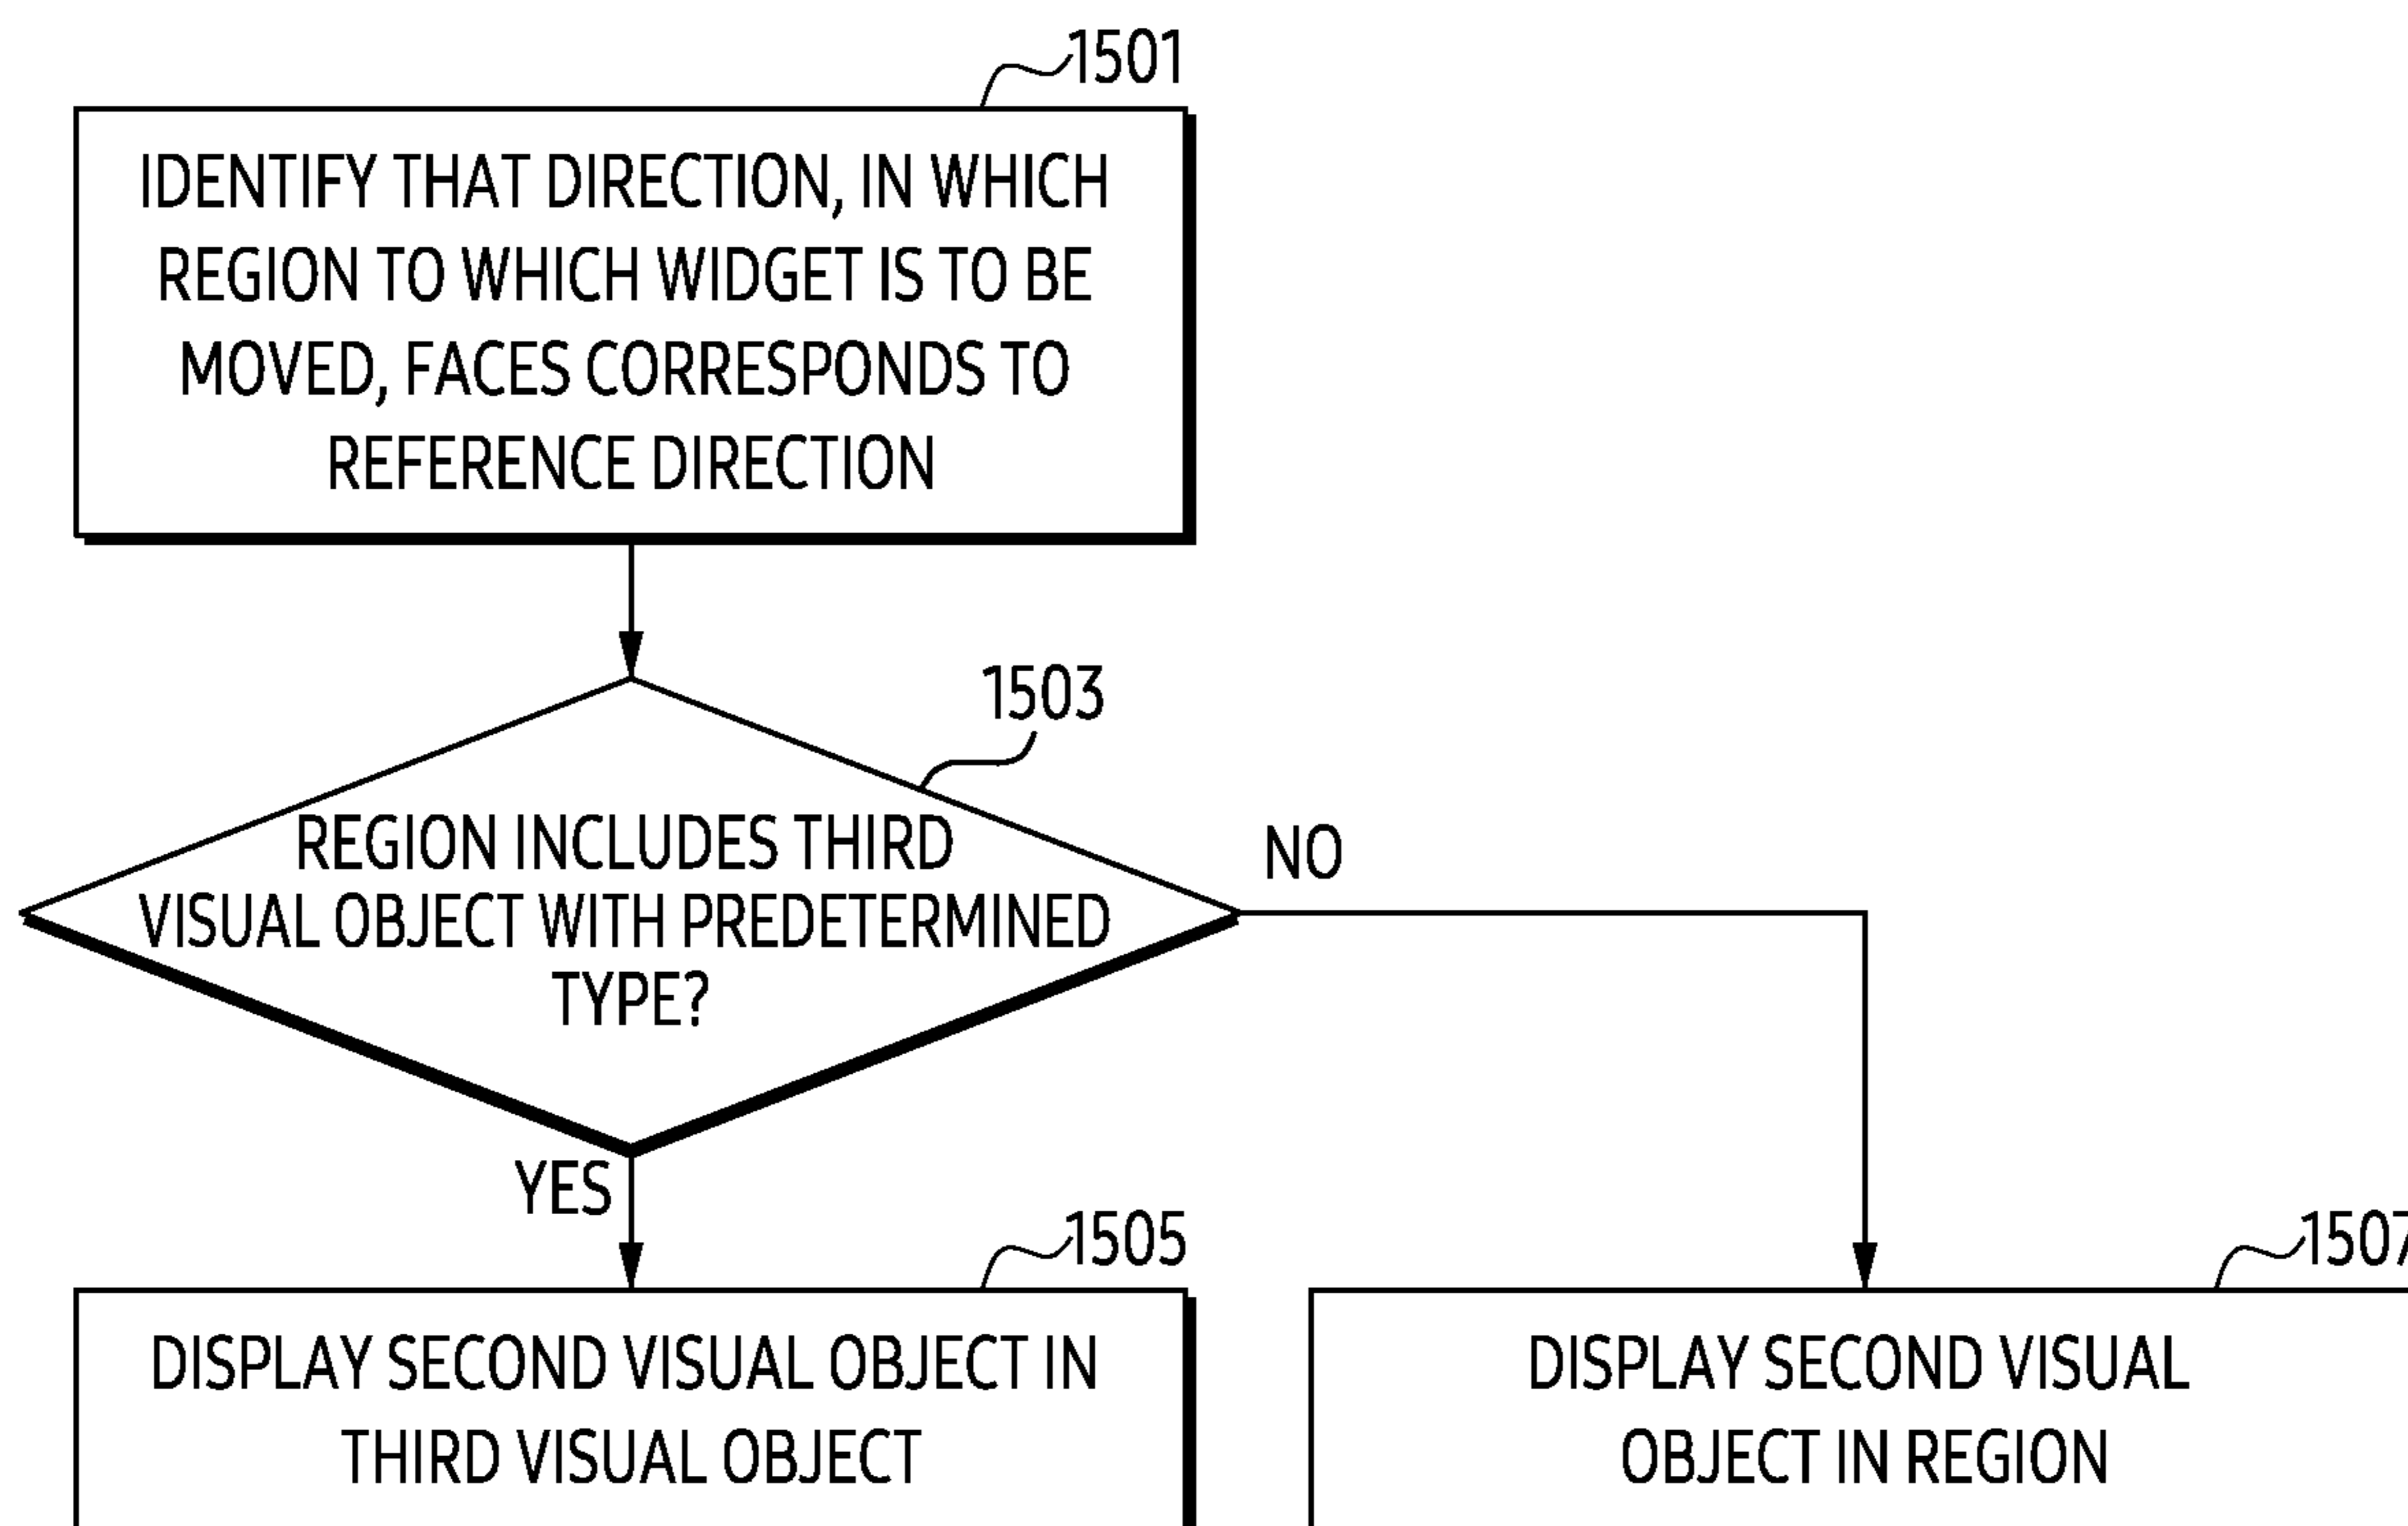 1501
IDENTIFY THAT DIRECTION, IN WHICH
REGION TO WHICH WIDGET IS TO BE
MOVED, FACES CORRESPONDS TO
REFERENCE DIRECTION
1503
REGION INCLUDES THIRD
VISUAL OBJECT WITH PREDETERMINED
TYPE?
NO
YES
1505
DISPLAY SECOND VISUAL OBJECT IN
THIRD VISUAL OBJECT
1507
DISPLAY SECOND VISUAL
OBJECT IN REGION